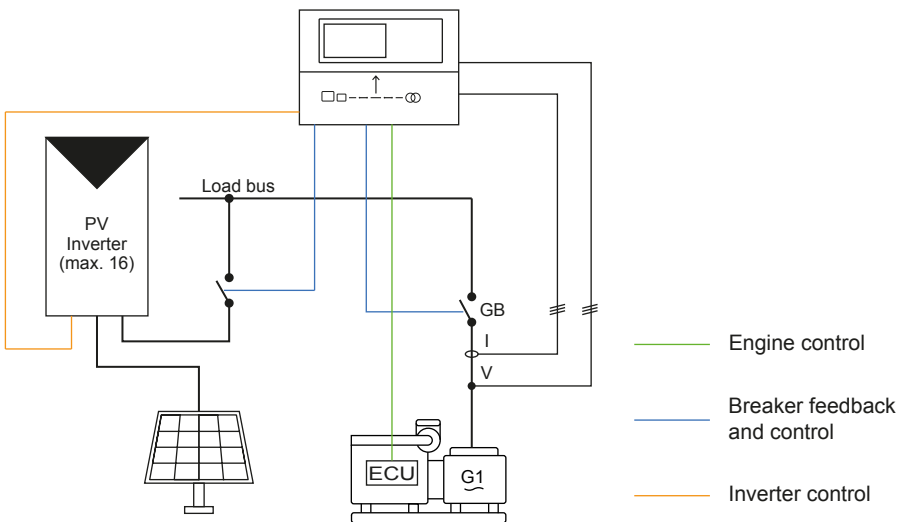 Load bus
PV
Inverter
(max. 16)
GB
I
V
ECU
G1
Engine control
Breaker feedback
and control
Inverter control